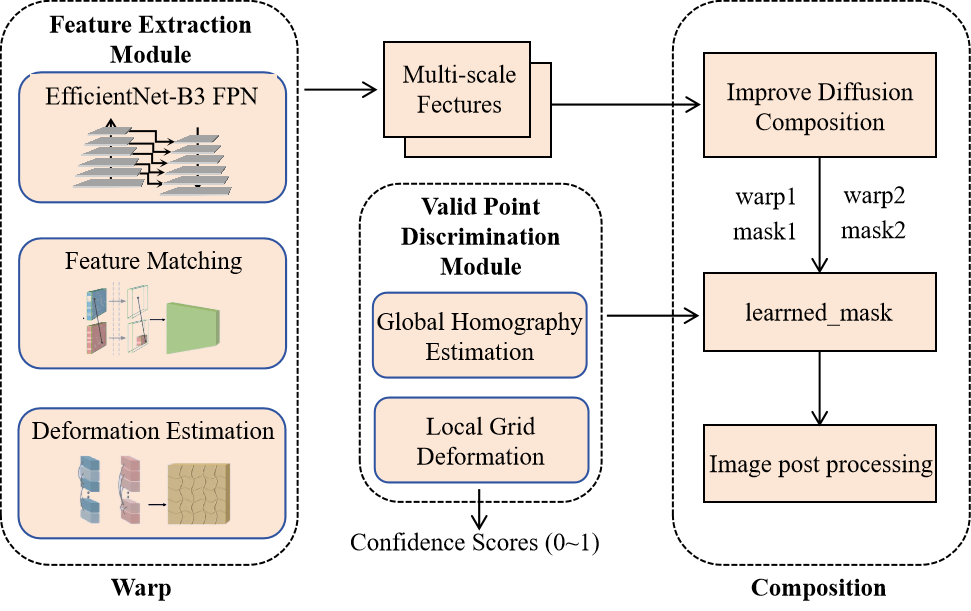 Feature Extraction
Module
EfficientNet-B3 FPN
Feature Matching
Deformation Estimation
Warp
Multi-scale
Fectures
Valid Point
Discrimination
Module
Global Homography
Estimation
Local Grid
Deformation
Confidence Scores (0~1)
Improve Diffusion
Composition
warp1 warp2
mask1 mask2
learrned_mask
Image post processing
Composition